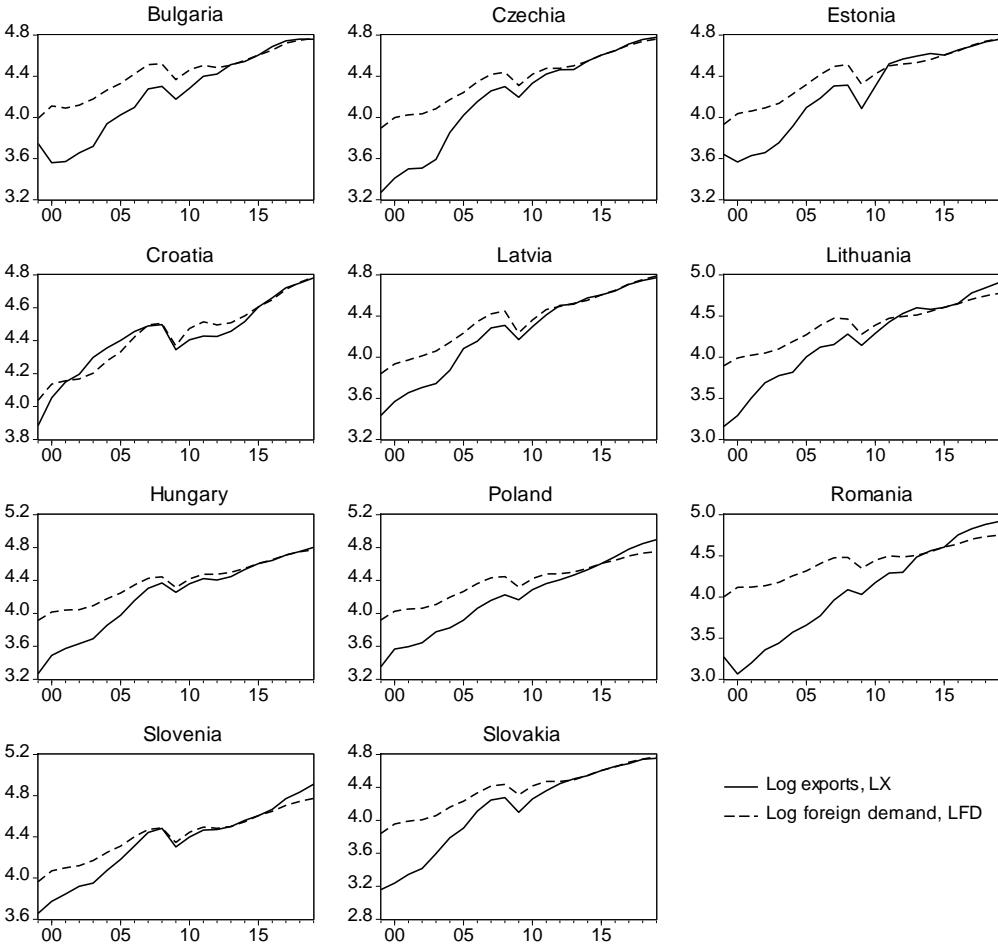 Bulgaria
4.8
4.4
4.0
3.6
3.2
00 05 10 15
Czechia
4.8
4.4
4.0
3.6
3.2
00 05 10 15
Estonia
4.8
4.4
4.0
3.6
3.2
00 05 10 15
Croatia
4.8
4.6
4.4
4.2
4.0
3.8
00 05 10 15
Latvia
4.8
4.4
4.0
3.6
3.2
00 05 10 15
Lithuania
5.0
4.5
4.0
3.5
3.0
00 05 10 15
Hungary
5.2
4.8
4.4
4.0
3.6
3.2
00 05 10 15
Poland
5.2
4.8
4.4
4.0
3.6
3.2
00 05 10 15
Romania
5.0
4.5
4.0
3.5
3.0
00 05 10 15
Slovenia
5.2
4.8
4.4
4.0
3.6
00 05 10 15
Slovakia
4.8
4.4
4.0
3.6
3.2
2.8
00 05 10 15
Log exports, LX
Log foreign demand, LFD